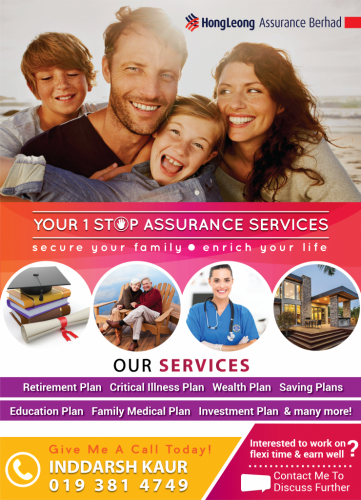 HongLeong Assurance Berhad
YOUR 1 STOP ASSURANCE SERVICES
secure your family • enrich your life
OUR SERVICES
Retirement Plan Critical Illness Plan Wealth Plan Saving Plans
Education Plan Family Medical Plan Investment Plan & many more!
Give Me A Call Today!
INDDARSH KAUR
019 381 4749
Interested to work on
flexi time & earn well ?
Contact Me To
Discuss Further